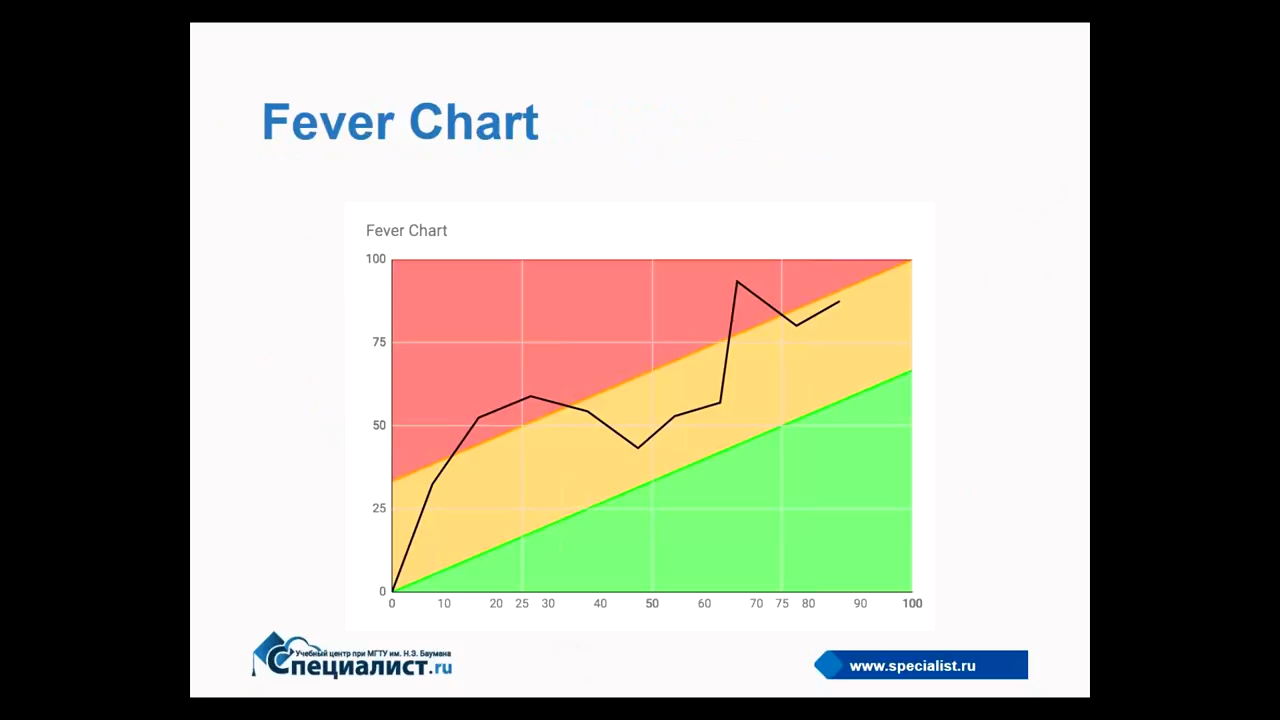 Fever Chart
Fever Chart
100
75
50
25
0
0 10 20 25 30 40 50 60 70 75 80 90 100
Учебный центр при МГТУ им. Н.Э. Баумана
Специалист.ru
www.specialist.ru